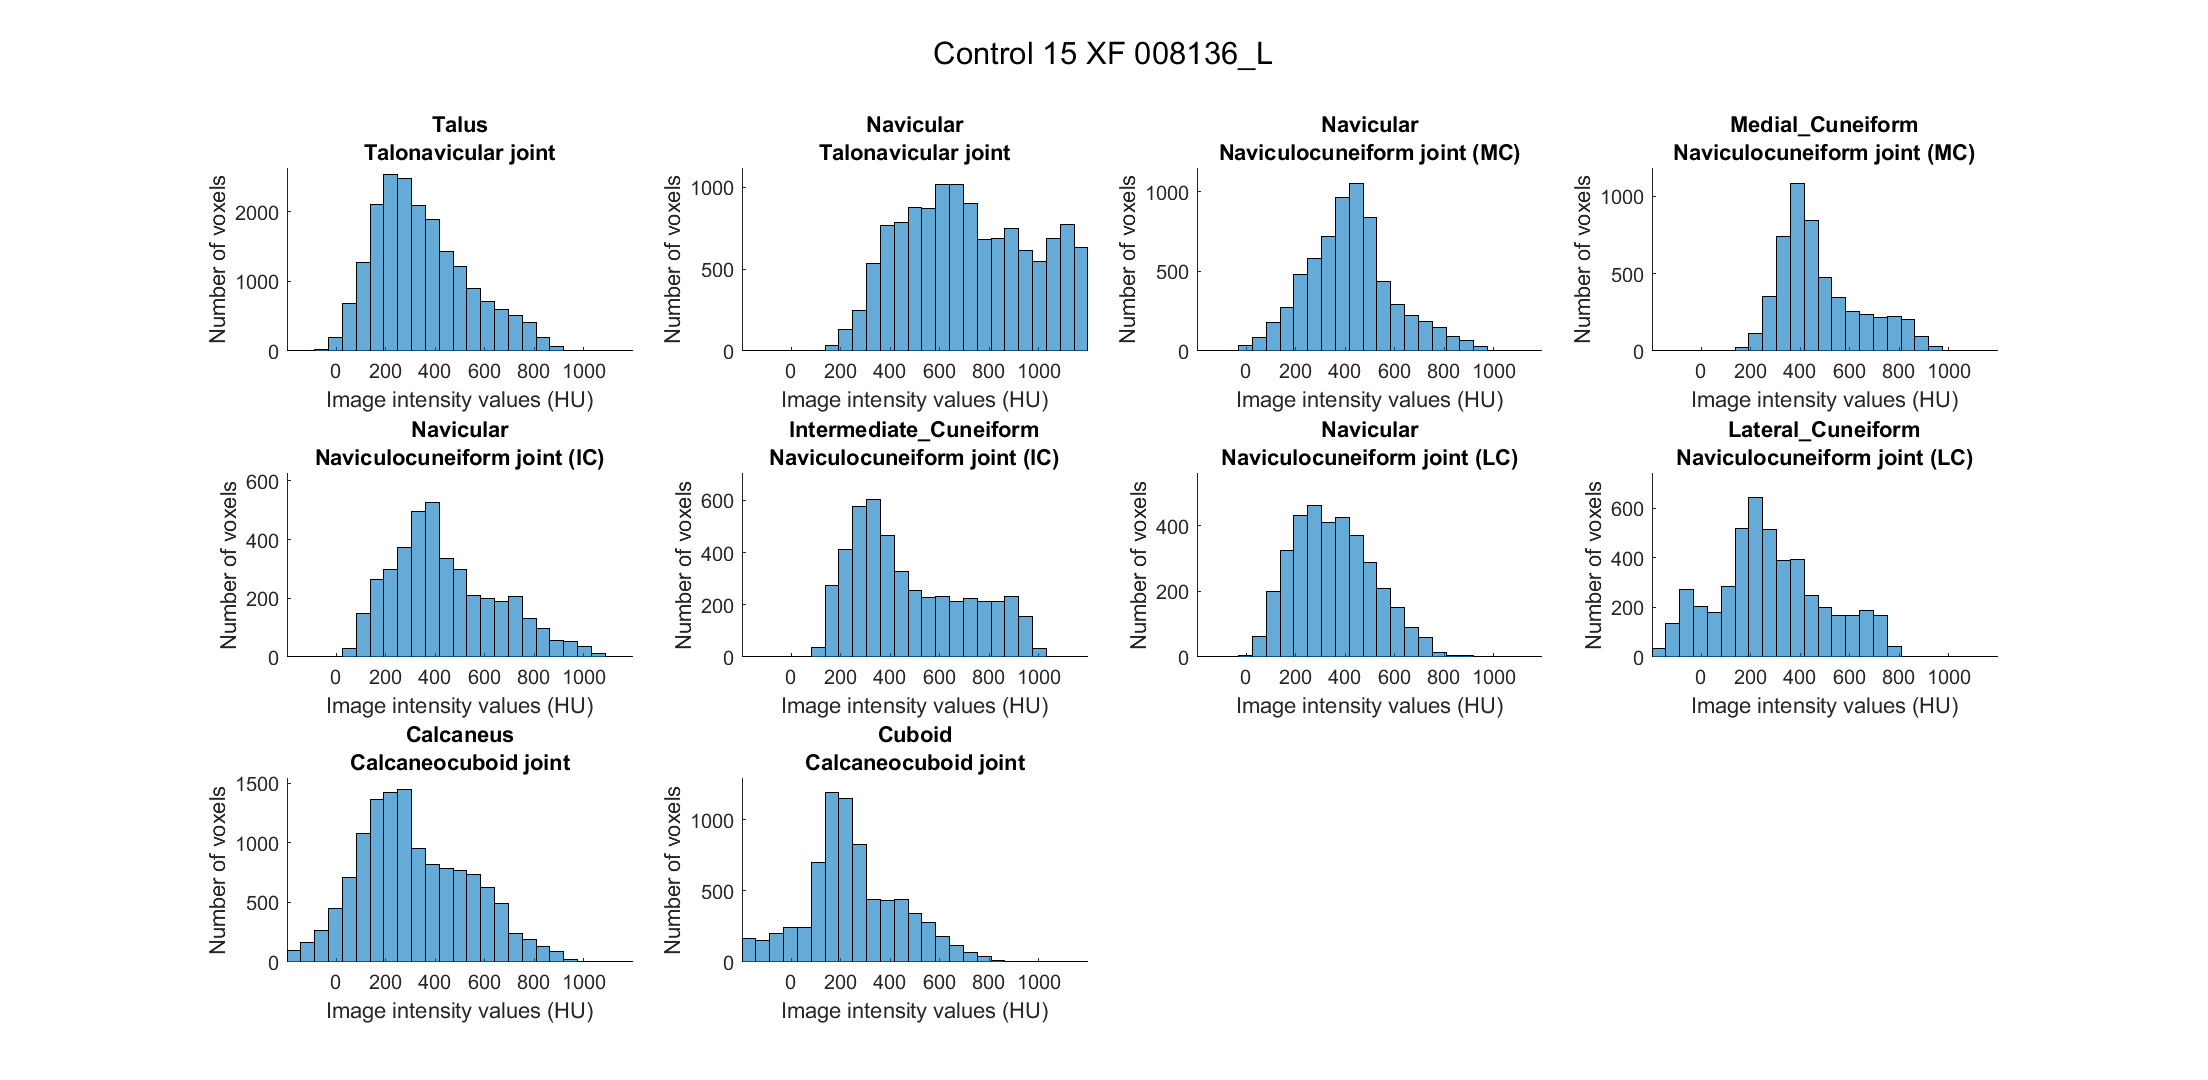 Control 15 XF 008136_L
Talus
Talonavicular joint
Number of voxels
0
1000
2000
0 200 400 600 800 1000
Image intensity values (HU)
Navicular
Talonavicular joint
Number of voxels
0
500
1000
0 200 400 600 800 1000
Image intensity values (HU)
Navicular
Naviculocuneiform joint (MC)
Number of voxels
0
500
1000
0 200 400 600 800 1000
Image intensity values (HU)
Medial_Cuneiform
Naviculocuneiform joint (MC)
Number of voxels
0
500
1000
0 200 400 600 800 1000
Image intensity values (HU)
Navicular
Naviculocuneiform joint (IC)
Number of voxels
0
200
400
600
0 200 400 600 800 1000
Image intensity values (HU)
Intermediate_Cuneiform
Naviculocuneiform joint (IC)
Number of voxels
0
200
400
600
0 200 400 600 800 1000
Image intensity values (HU)
Navicular
Naviculocuneiform joint (LC)
Number of voxels
0
200
400
0 200 400 600 800 1000
Image intensity values (HU)
Lateral_Cuneiform
Naviculocuneiform joint (LC)
Number of voxels
0
200
400
600
0 200 400 600 800 1000
Image intensity values (HU)
Calcaneus
Calcaneocuboid joint
Number of voxels
0
500
1000
1500
0 200 400 600 800 1000
Image intensity values (HU)
Cuboid
Calcaneocuboid joint
Number of voxels
0
500
1000
0 200 400 600 800 1000
Image intensity values (HU)